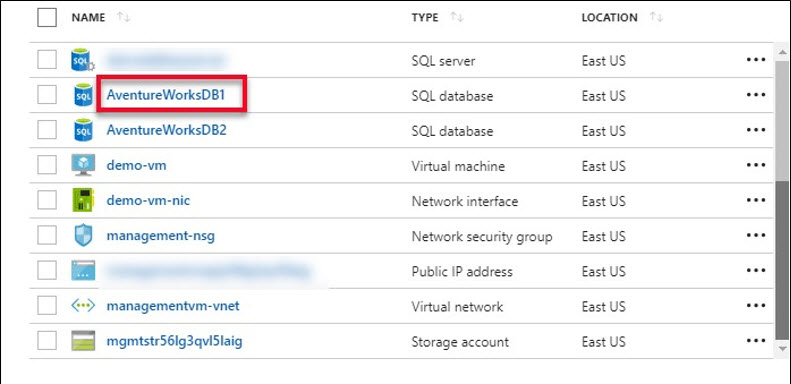 NAME TYPE LOCATION
SQL SQL server East US ...
SQL AventureWorksDB1 SQL database East US ...
SQL AventureWorksDB2 SQL database East US ...
demo-vm Virtual machine East US ...
demo-vm-nic Network interface East US ...
management-nsg Network security group East US ...
Public IP address East US ...
managementvm-vnet Virtual network East US ...
mgmtstr56lg3qvl5laig Storage account East US ...